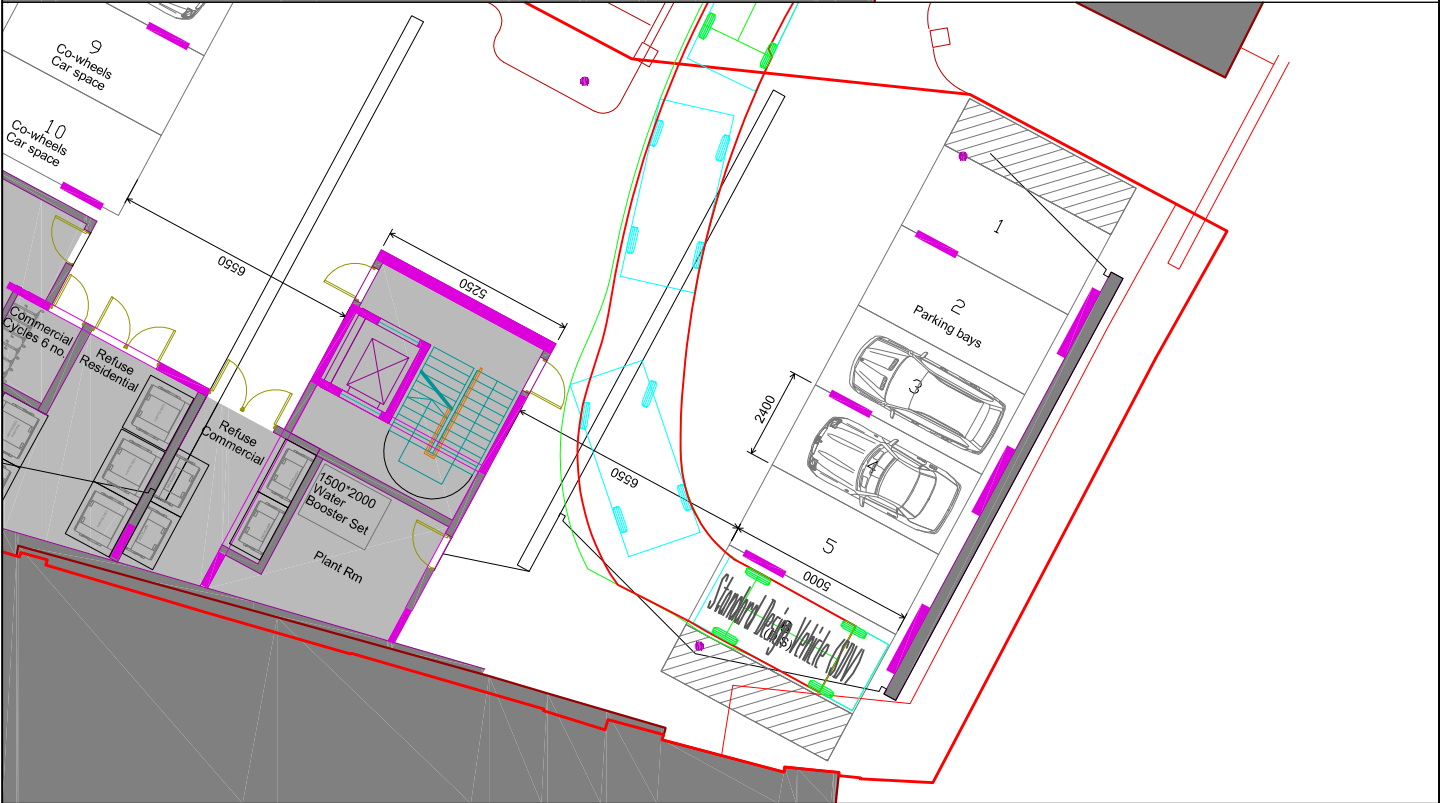 9
Co-wheels
Car space
10
Co-wheels
Car space
6550
5250
1
2
Parking bays
3
2400
4
Commercial
Cycles 6 no.
Refuse
Residential
Refuse
Commercial
1500*2000
Water
Booster Set
Plant Rm
6550
5
5000
Standard Design Vehicle (SDV)